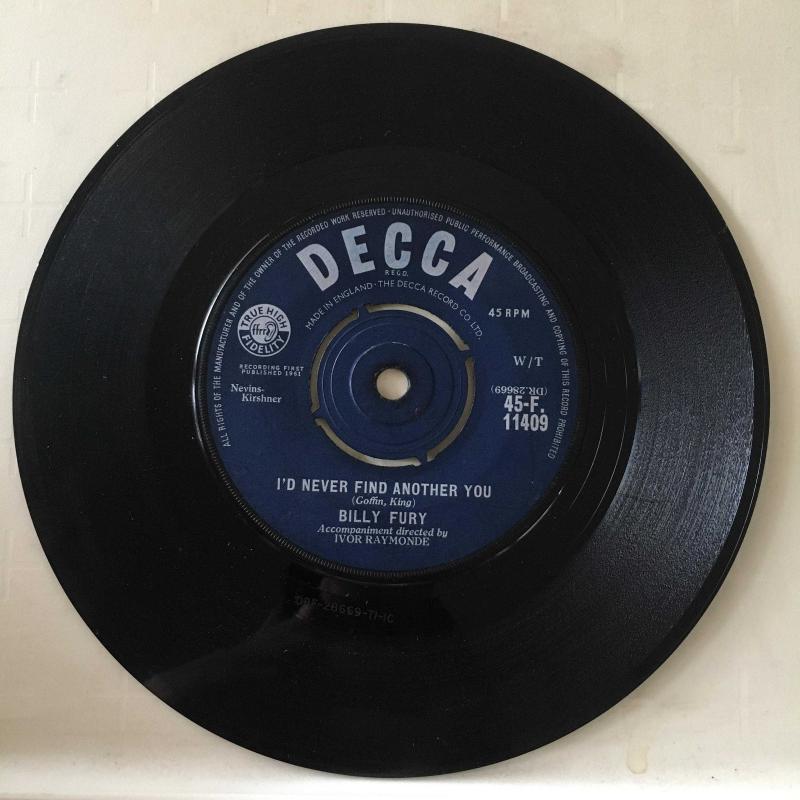 ALL RIGHTS OF THE MANUFACTURER AND OF THE OWNER OF THE RECORDED WORK RESERVED · UNAUTHORISED PUBLIC PERFORMANCE BROADCASTING AND COPYING OF THIS RECORD PROHIBITED
DECCA
REGD.
MADE IN ENGLAND · THE DECCA RECORD CO. LTD.
45 RPM
TRUE HIGH
ffrr
FIDELITY
W/T
RECORDING FIRST
PUBLISHED 1961
Nevins-
Kirshner
(DR.28669)
45-F.
11409
I'D NEVER FIND ANOTHER YOU
(Goffin, King)
BILLY FURY
Accompaniment directed by
IVOR RAYMONDE